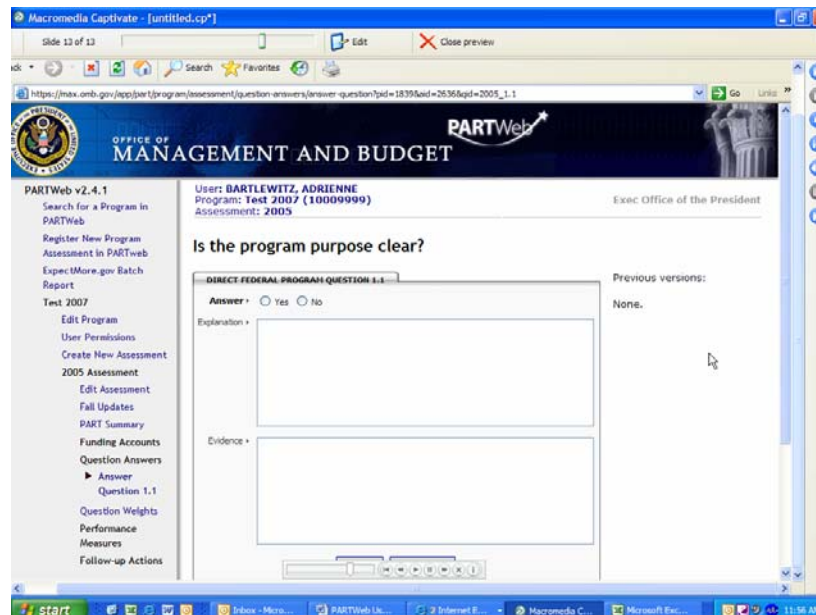 Macromedia Captivate - [untitled.cp*]
Slide 13 of 13
Edit
Close preview
Search Favorites
https://max.omb.gov/app/part/program/assessment/question-answers/answer-question?pid=1839&aid=2636&qid=2005_1.1
Go Links »
OFFICE OF
MANAGEMENT AND BUDGET
PARTWeb
PARTWeb v2.4.1
Search for a Program in
PARTWeb
Register New Program
Assessment in PARTweb
ExpectMore.gov Batch
Report
Test 2007
Edit Program
User Permissions
Create New Assessment
2005 Assessment
Edit Assessment
Fall Updates
PART Summary
Funding Accounts
Question Answers
Answer
Question 1.1
Question Weights
Performance
Measures
Follow-up Actions
User: BARTLEWITZ, ADRIENNE
Program: Test 2007 (10009999)
Assessment: 2005
Exec Office of the President
Is the program purpose clear?
DIRECT FEDERAL PROGRAM QUESTION 1.1
Answer Yes No
Explanation
Evidence
Previous versions:
None.
start
Inbox - Micro...
PARTWeb Us...
2 Internet E...
Macromedia C...
Microsoft Exc...
11:56 AM